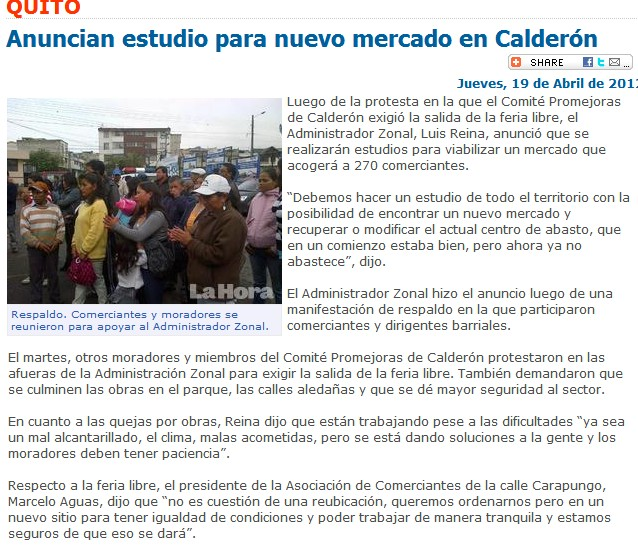 QUITO
Anuncian estudio para nuevo mercado en Calderón
SHARE
Jueves, 19 de Abril de 2012
Luego de la protesta en la que el Comité Promejoras
de Calderón exigió la salida de la feria libre, el
Administrador Zonal, Luis Reina, anunció que se
realizarán estudios para viabilizar un mercado que
acogerá a 270 comerciantes.
“Debemos hacer un estudio de todo el territorio con la
posibilidad de encontrar un nuevo mercado y
recuperar o modificar el actual centro de abasto, que
en un comienzo estaba bien, pero ahora ya no
abastece”, dijo.
El Administrador Zonal hizo el anuncio luego de una
manifestación de respaldo en la que participaron
comerciantes y dirigentes barriales.
La Hora
Respaldo. Comerciantes y moradores se
reunieron para apoyar al Administrador Zonal.
El martes, otros moradores y miembros del Comité Promejoras de Calderón protestaron en las
afueras de la Administración Zonal para exigir la salida de la feria libre. También demandaron que
se culminen las obras en el parque, las calles aledañas y que se dé mayor seguridad al sector.
En cuanto a las quejas por obras, Reina dijo que están trabajando pese a las dificultades “ya sea
un mal alcantarillado, el clima, malas acometidas, pero se está dando soluciones a la gente y los
moradores deben tener paciencia”.
Respecto a la feria libre, el presidente de la Asociación de Comerciantes de la calle Carapungo,
Marcelo Aguas, dijo que “no es cuestión de una reubicación, queremos ordenarnos pero en un
nuevo sitio para tener igualdad de condiciones y poder trabajar de manera tranquila y estamos
seguros de que eso se dará”.